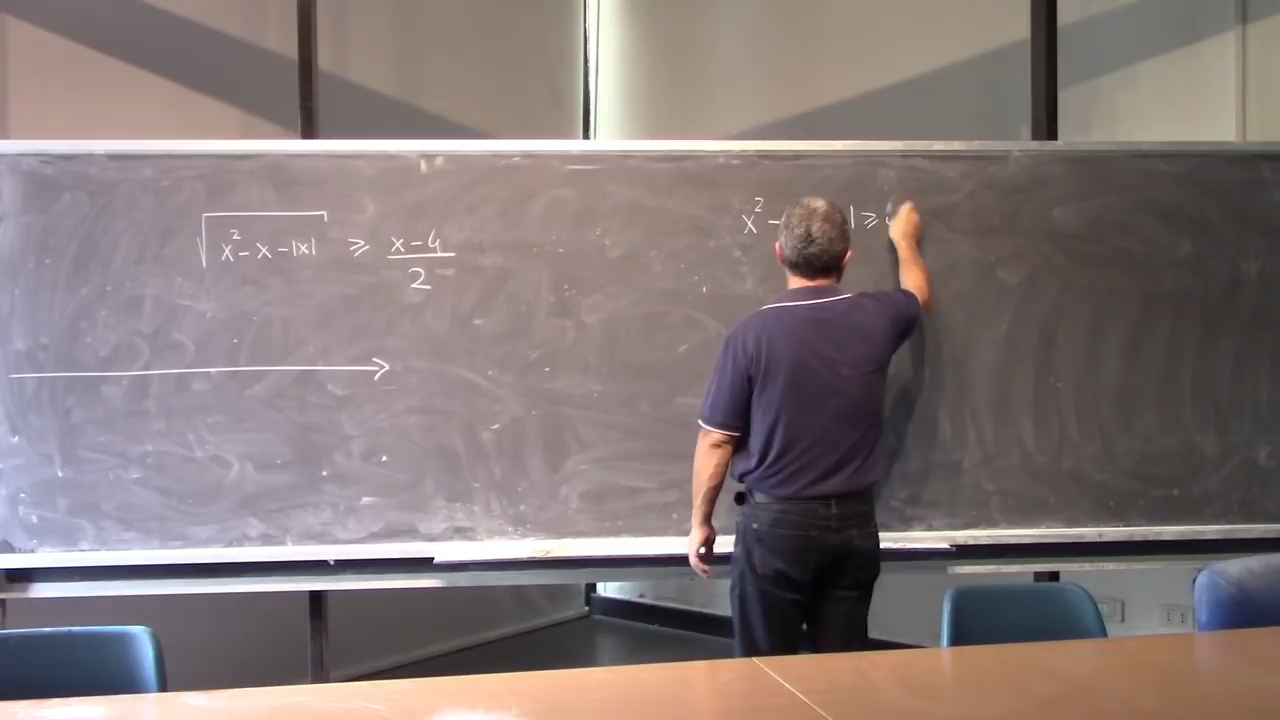 √x²-x-|x| ≥ x-4/2
x²- | ≥